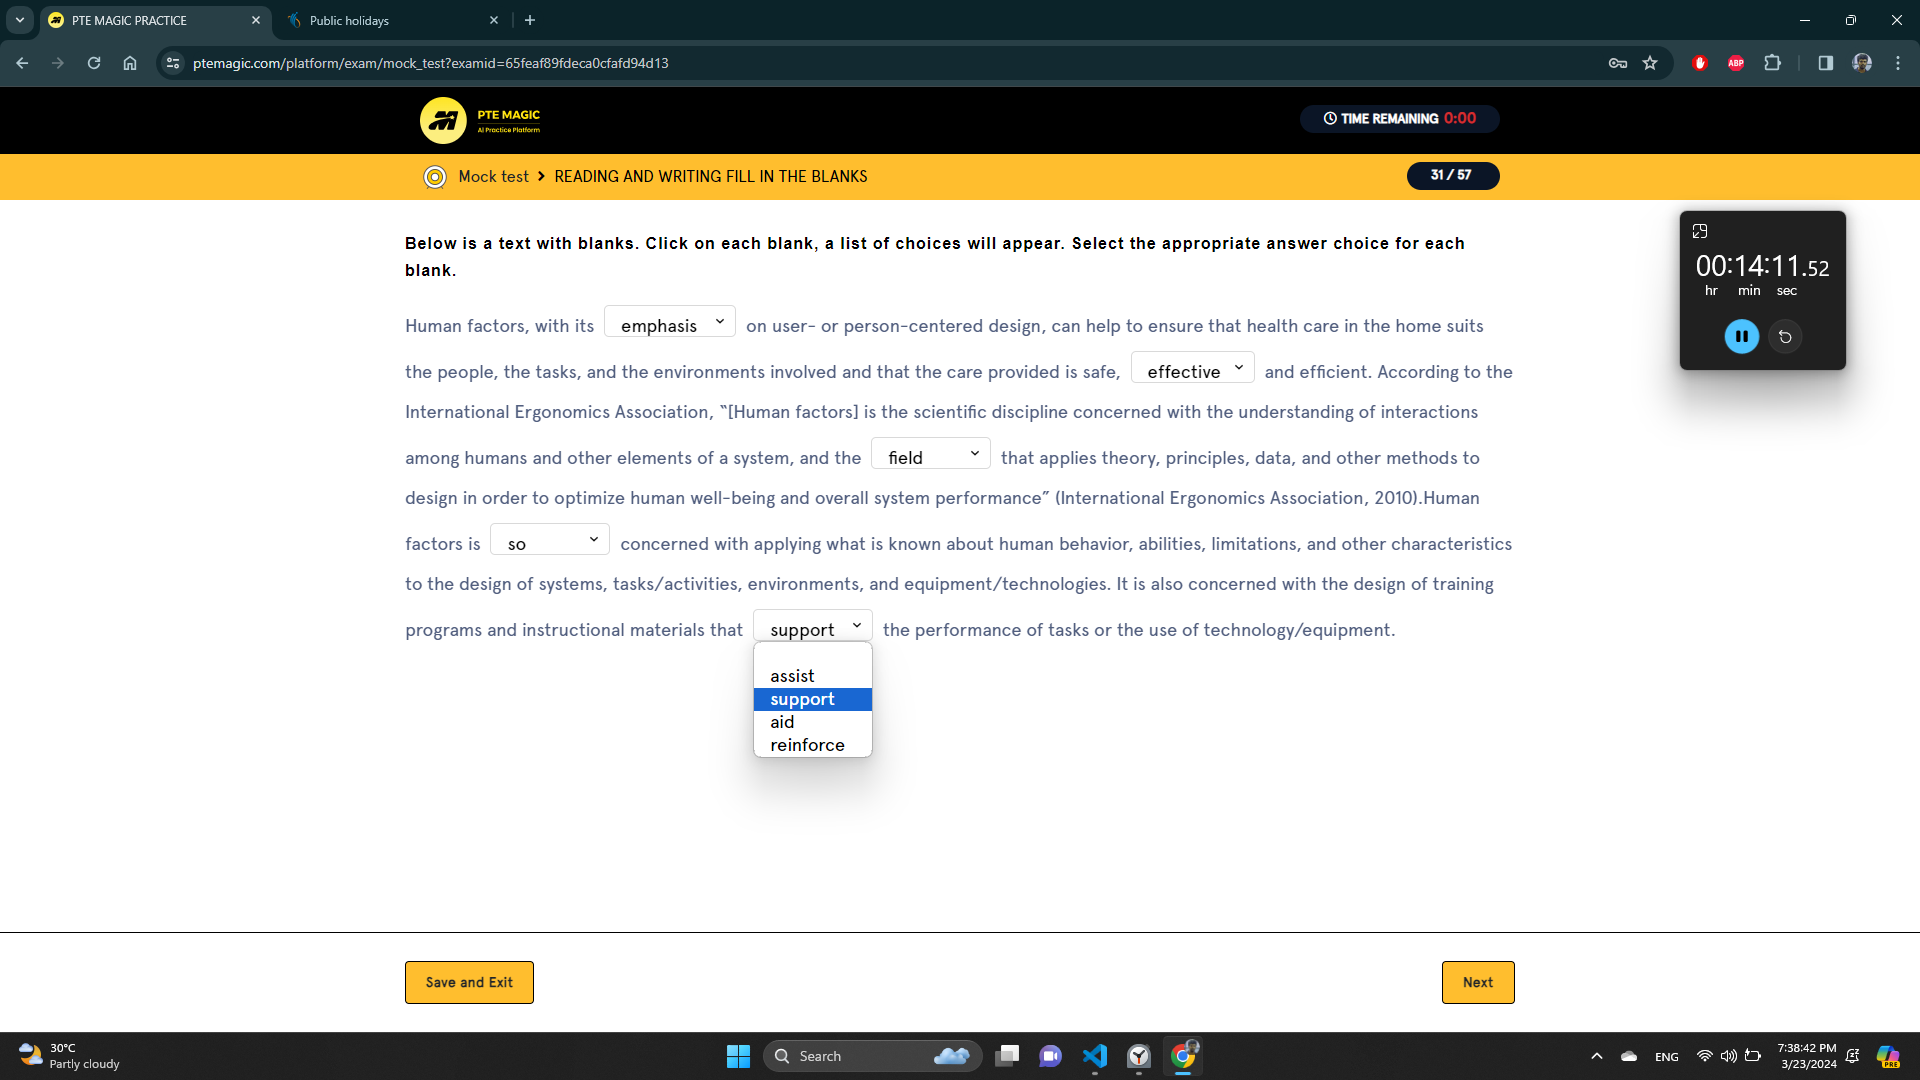 PTE MAGIC PRACTICE
Public holidays
ptemagic.com/platform/exam/mock_test?examid=65feaf89fdeca0cfafd94d13
ABP
PTE MAGIC
AI Practice Platform
TIME REMAINING 0:00
Mock test > READING AND WRITING FILL IN THE BLANKS
31 / 57
Below is a text with blanks. Click on each blank, a list of choices will appear. Select the appropriate answer choice for each
blank.
00:14:11.52
hr min sec
Human factors, with its emphasis on user- or person-centered design, can help to ensure that health care in the home suits
the people, the tasks, and the environments involved and that the care provided is safe, effective and efficient. According to the
International Ergonomics Association, “[Human factors] is the scientific discipline concerned with the understanding of interactions
among humans and other elements of a system, and the field that applies theory, principles, data, and other methods to
design in order to optimize human well-being and overall system performance” (International Ergonomics Association, 2010).Human
factors is so concerned with applying what is known about human behavior, abilities, limitations, and other characteristics
to the design of systems, tasks/activities, environments, and equipment/technologies. It is also concerned with the design of training
programs and instructional materials that support the performance of tasks or the use of technology/equipment.
assist
support
aid
reinforce
Save and Exit
Next
30°C
Partly cloudy
Search
ENG
7:38:42 PM
3/23/2024
PRE